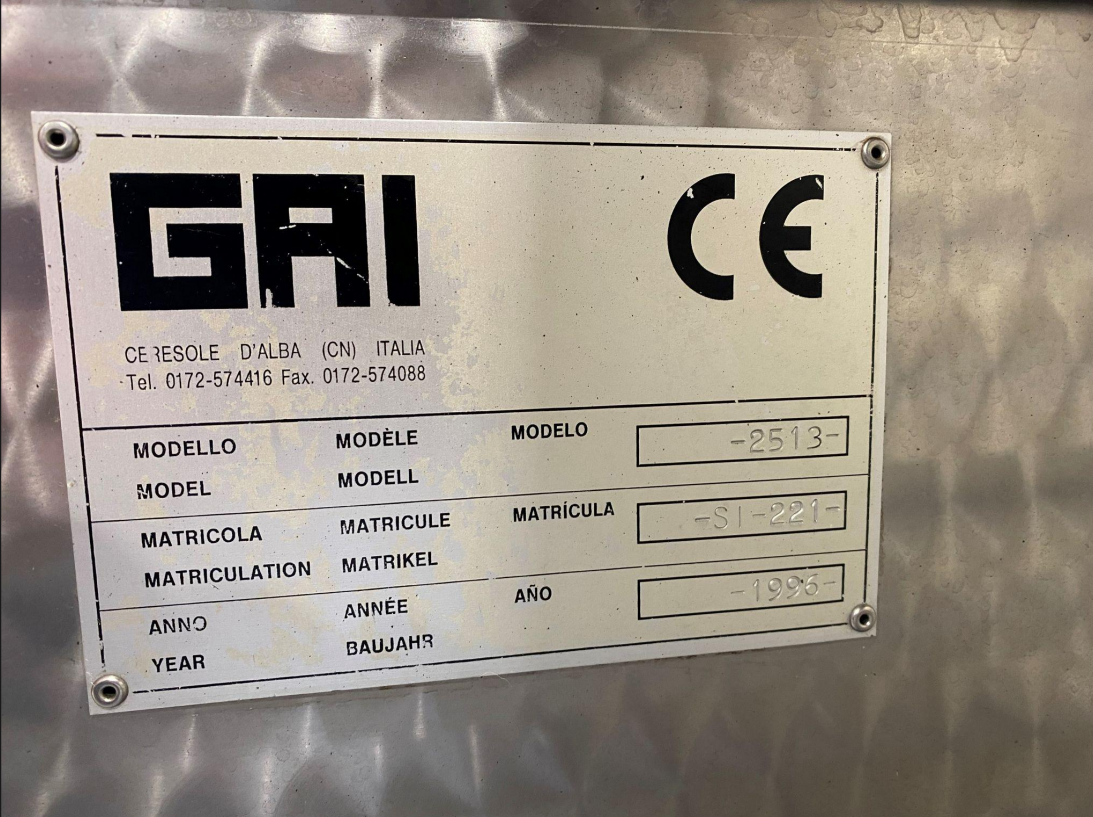 GAI CE
CERESOLE D'ALBA (CN) ITALIA
Tel. 0172-574416 Fax. 0172-574088
MODELLO MODÈLE MODELO -2513-
MODEL MODELL
MATRICOLA MATRICULE MATRÍCULA -SI-221-
MATRICULATION MATRIKEL
ANNO ANNÉE AÑO -1996-
YEAR BAUJAHR